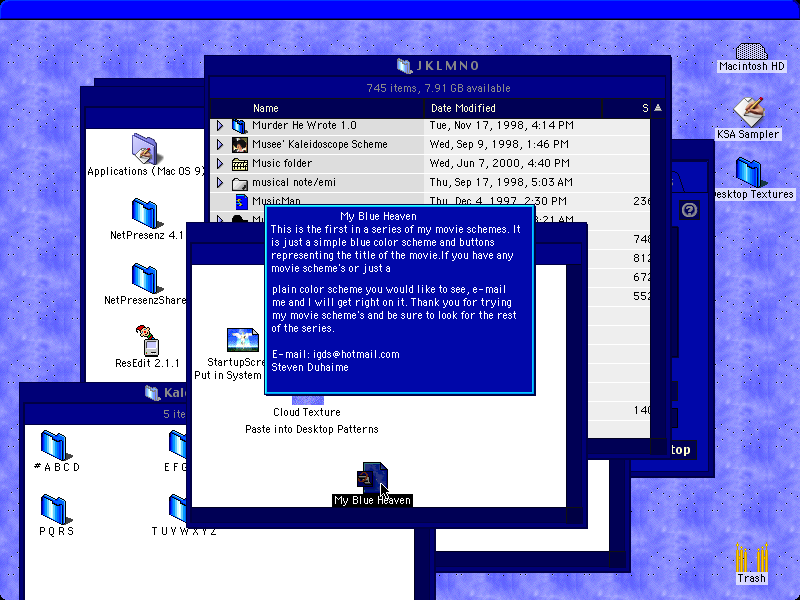 JKLMNO
745 items, 7.91 GB available
Name
Date Modified
S
Murder He Wrote 1.0
Tue, Nov 17, 1998, 4:14 PM
Musee' Kaleidoscope Scheme
Wed, Sep 9, 1998, 1:46 PM
Music folder
Wed, Jun 7, 2000, 4:40 PM
musical note/emi
Thu, Sep 17, 1998, 5:03 AM
MusicMan
Thu, Dec 4, 1997, 2:30 PM
236
3:21 AM
748
812
672
552
140
Macintosh HD
KSA Sampler
Desktop Textures
Trash
Applications (Mac OS 9)
NetPresenz 4.1
NetPresenzShare
ResEdit 2.1.1
My Blue Heaven
This is the first in a series of my movie schemes. It
is just a simple blue color scheme and buttons
representing the title of the movie.If you have any
movie scheme's or just a
plain color scheme you would like to see, e-mail
me and I will get right on it. Thank you for trying
my movie scheme's and be sure to look for the rest
of the series.
E-mail: igds@hotmail.com
Steven Duhaime
StartupScre
Put in System
Cloud Texture
Paste into Desktop Patterns
My Blue Heaven
top
Kal
5 ite
#ABCD
EFG
PQRS
TUVWXYZ